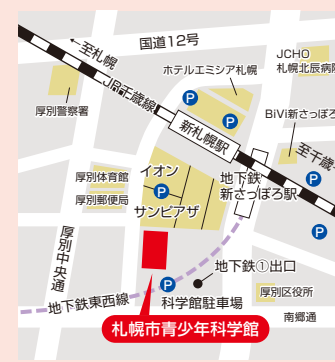 国道12号
←至札幌
JCHO
札幌北辰病院
ホテルエミシア札幌
JR千歳線
P
P
厚別警察署
BiVi新さっぽろ
新札幌駅
至千歳→
イオン
厚別体育館
P
地下鉄
新さっぽろ駅
厚別郵便局
サンピアザ
P
厚別中央通
地下鉄①出口
P
地下鉄東西線
科学館駐車場
厚別区役所
札幌市青少年科学館
南郷通